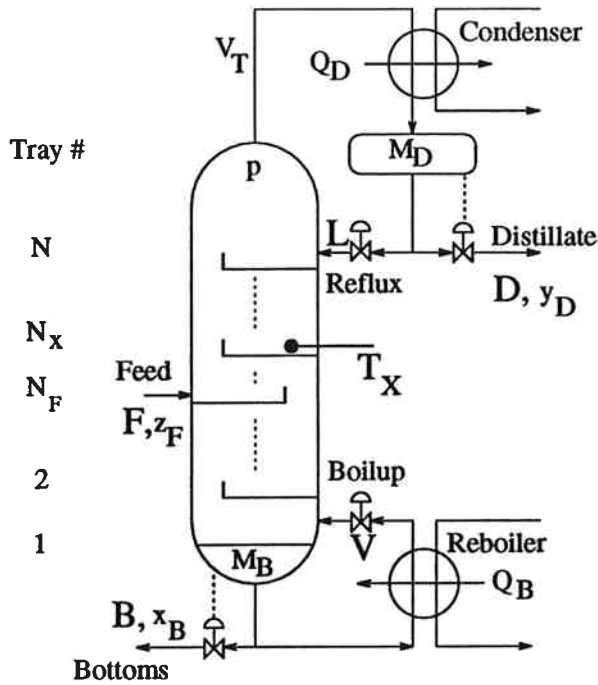 Condenser
V_T
Q_D
Tray #
M_D
p
N
L
Distillate
Reflux
D, y_D
N_X
T_X
Feed
N_F
F, z_F
2
Boilup
1
V
Reboiler
M_B
Q_B
B, x_B
Bottoms